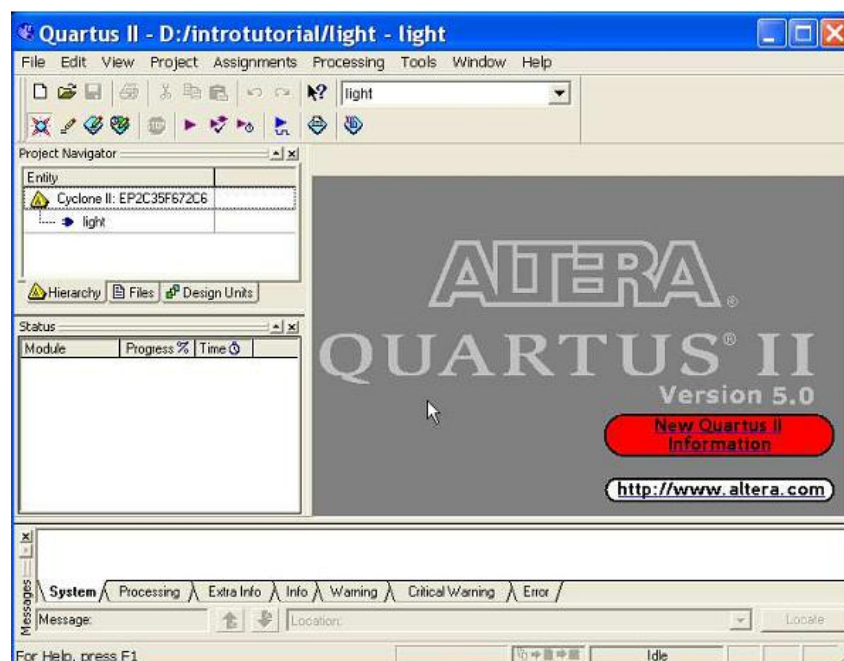 Quartus II - D:/introtutorial/light - light
File Edit View Project Assignments Processing Tools Window Help
light
Project Navigator
Entity
Cyclone II: EP2C35F672C6
light
Hierarchy Files Design Units
Status
Module Progress % Time
ALTERA®
QUARTUS® II
Version 5.0
New Quartus II
Information
http://www.altera.com
Messages
System Processing Extra Info Info Warning Critical Warning Error
Message: Location: Locate
For Help, press F1 Idle